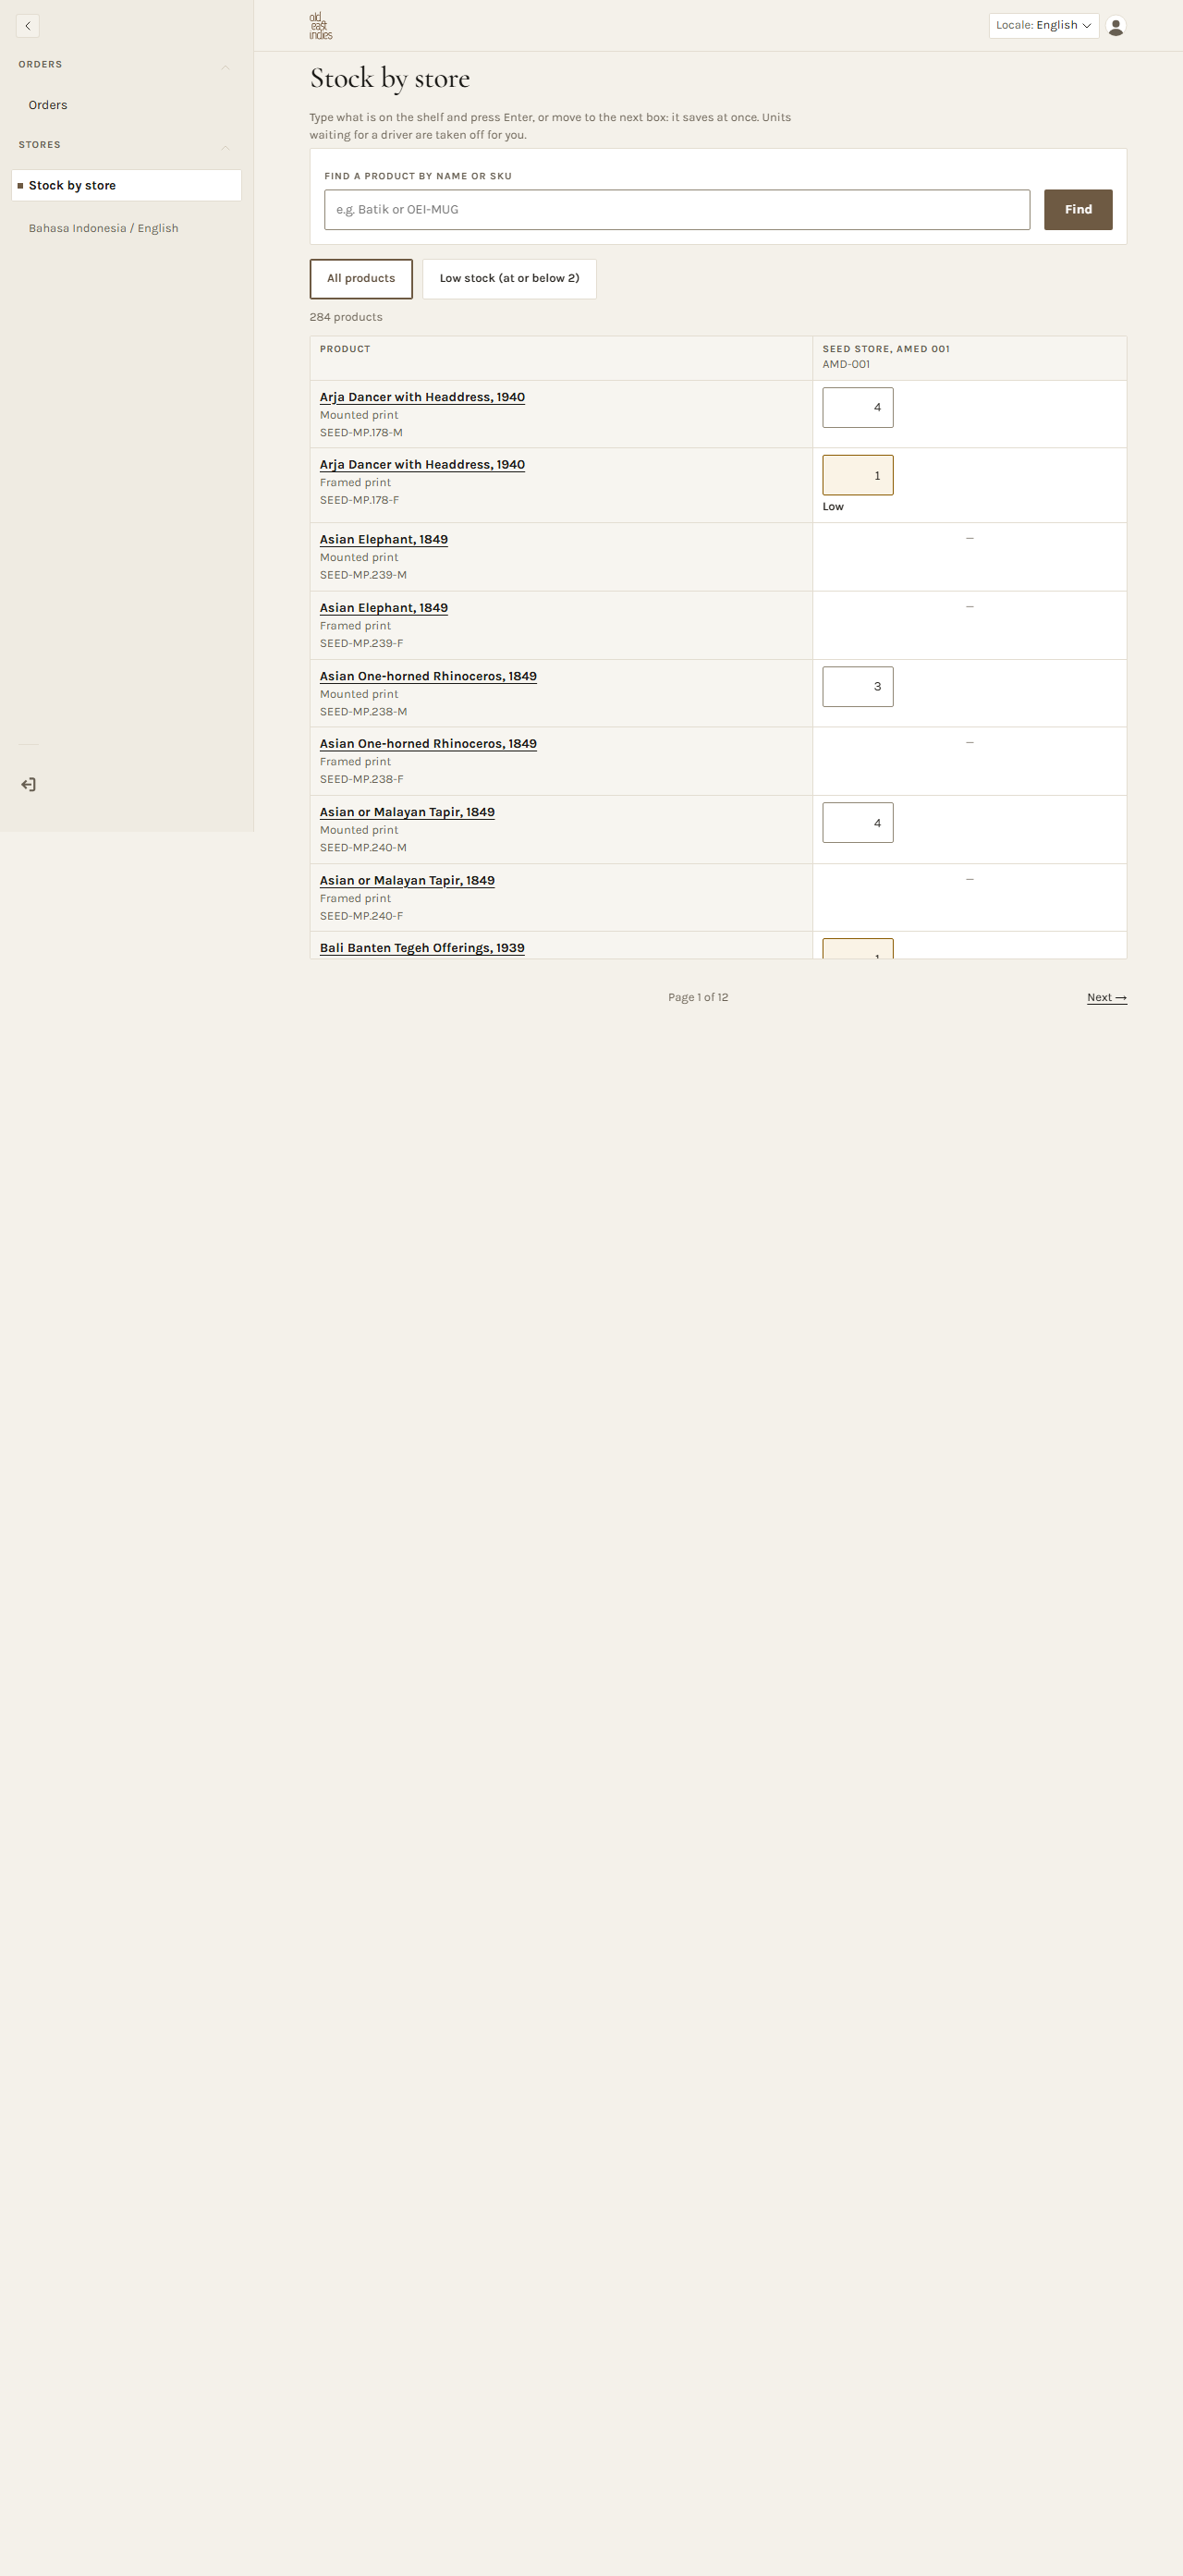 old
east
indies
Locale: English
ORDERS
Orders
STORES
Stock by store
Bahasa Indonesia / English
Stock by store
Type what is on the shelf and press Enter, or move to the next box: it saves at once. Units
waiting for a driver are taken off for you.
FIND A PRODUCT BY NAME OR SKU
e.g. Batik or OEI-MUG
Find
All products
Low stock (at or below 2)
284 products
PRODUCT
SEED STORE, AMED 001
AMD-001
Arja Dancer with Headdress, 1940
Mounted print
SEED-MP.178-M
4
Arja Dancer with Headdress, 1940
Framed print
SEED-MP.178-F
1
Low
Asian Elephant, 1849
Mounted print
SEED-MP.239-M
–
Asian Elephant, 1849
Framed print
SEED-MP.239-F
–
Asian One-horned Rhinoceros, 1849
Mounted print
SEED-MP.238-M
3
Asian One-horned Rhinoceros, 1849
Framed print
SEED-MP.238-F
–
Asian or Malayan Tapir, 1849
Mounted print
SEED-MP.240-M
4
Asian or Malayan Tapir, 1849
Framed print
SEED-MP.240-F
–
Bali Banten Tegeh Offerings, 1939
Page 1 of 12
Next →